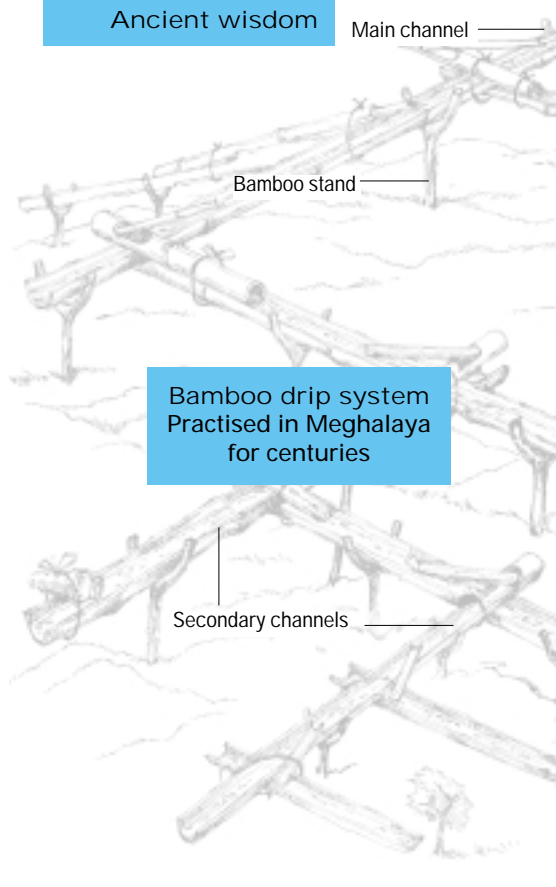 Ancient wisdom
Main channel
Bamboo stand
Bamboo drip system
Practised in Meghalaya
for centuries
Secondary channels